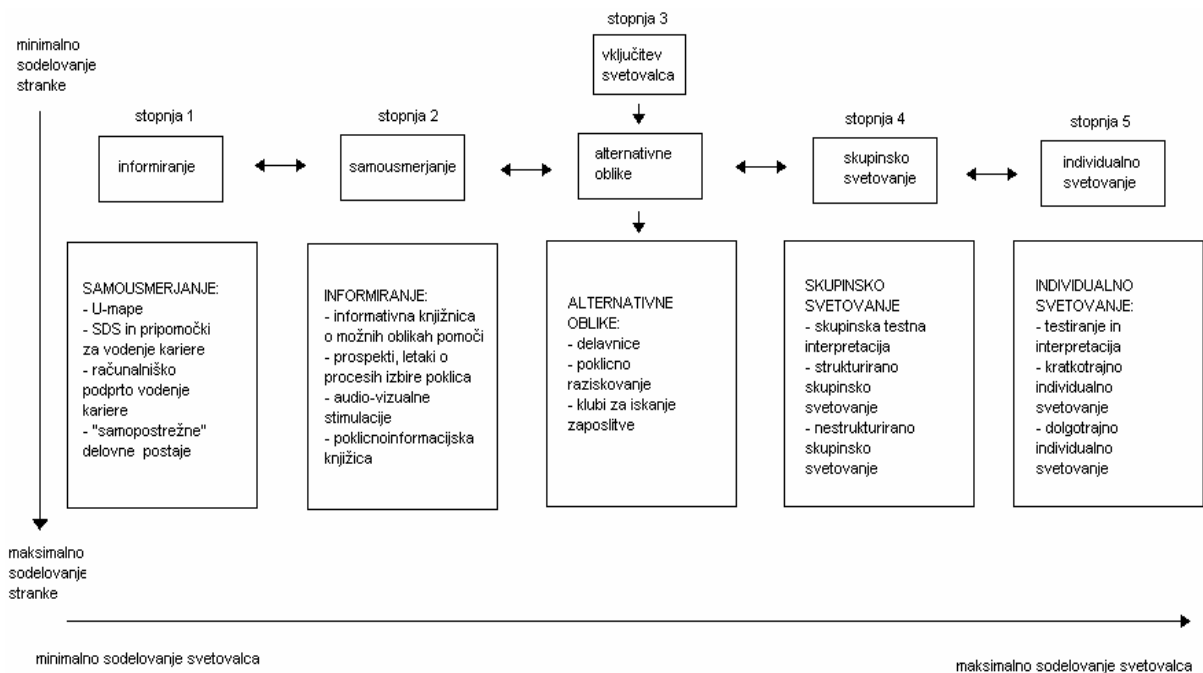 stopnja 3
minimalno
sodelovanje
stranke
vključitev
svetovalca
stopnja 1
stopnja 2
stopnja 4
stopnja 5
informiranje
samousmerjanje
alternativne
oblike
skupinsko
svetovanje
individualno
svetovanje
SAMOUSMERJANJE:
- U-mape
- SDS in pripomočki
za vodenje kariere
- računalniško
podprto vodenje
kariere
- "samopostrežne"
delovne postaje
INFORMIRANJE:
- informativna knjižnica
o možnih oblikah pomoči
- prospekti, letaki o
procesih izbire poklica
- audio-vizualne
stimulacije
- poklicnoinformacijska
knjižica
ALTERNATIVNE
OBLIKE:
- delavnice
- poklicno
raziskovanje
- klubi za iskanje
zaposlitve
SKUPINSKO
SVETOVANJE
- skupinska testna
interpretacija
- strukturirano
skupinsko
svetovanje
- nestrukturirano
skupinsko
svetovanje
INDIVIDUALNO
SVETOVANJE:
- testiranje in
interpretacija
- kratkotrajno
individualno
svetovanje
- dolgotrajno
individualno
svetovanje
maksimalno
sodelovanje
stranke
minimalno sodelovanje svetovalca
maksimalno sodelovanje svetovalca